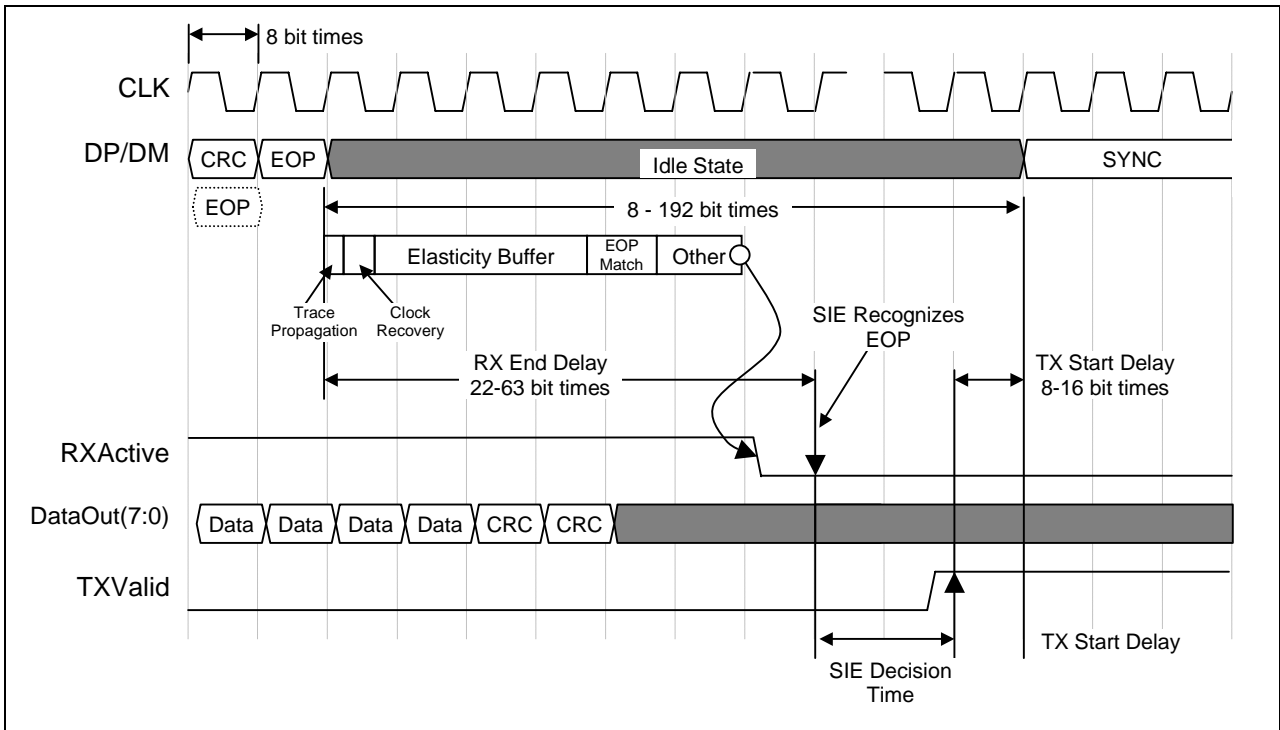 8 bit times
CLK
DP/DM
CRC
EOP
Idle State
SYNC
EOP
8 - 192 bit times
Elasticity Buffer
EOP
Match
Other
Trace
Propagation
Clock
Recovery
SIE Recognizes
EOP
RX End Delay
22-63 bit times
TX Start Delay
8-16 bit times
RXActive
DataOut(7:0)
Data
Data
Data
Data
CRC
CRC
TXValid
TX Start Delay
SIE Decision
Time